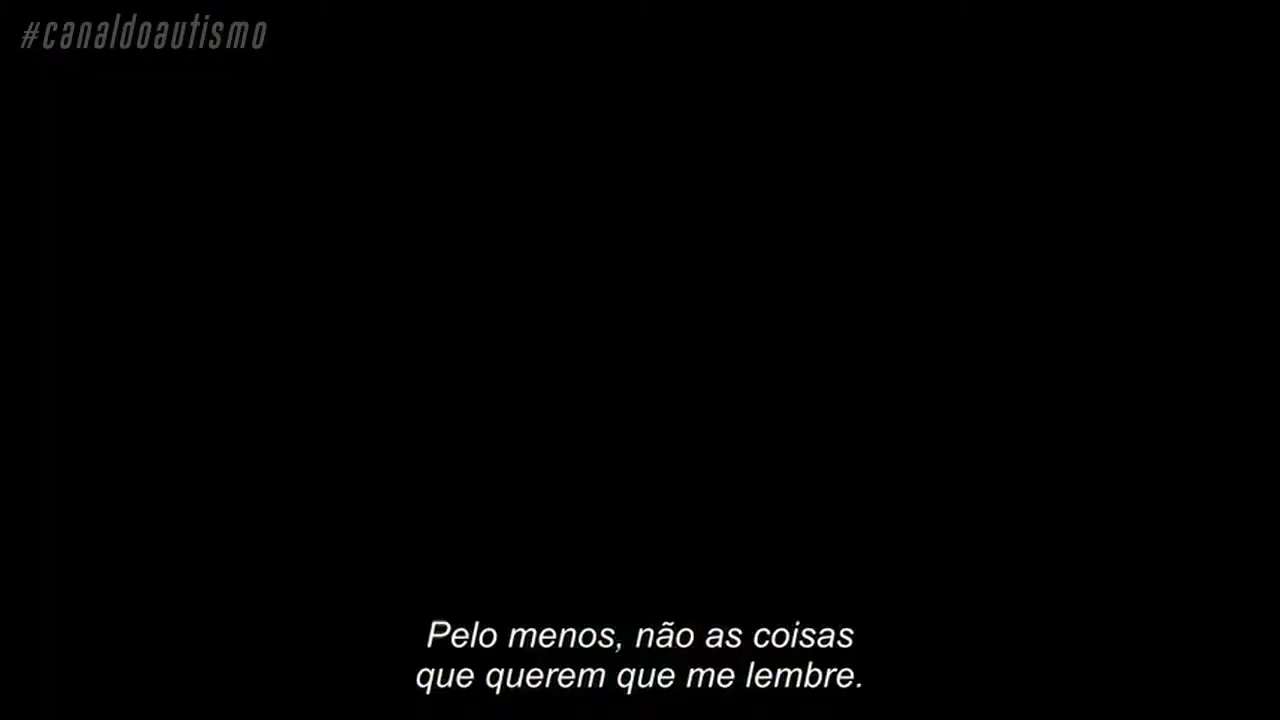 #canaldoautismo
Pelo menos, não as coisas
que querem que me lembre.